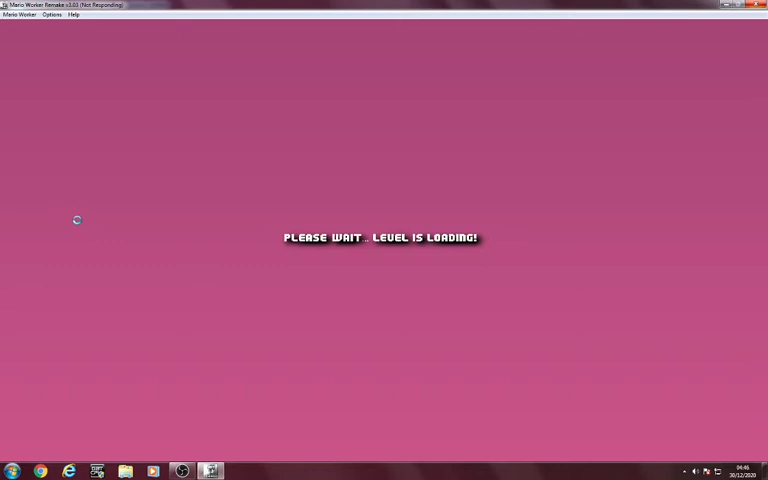 Mario Worker Remake v3.03 (Not Responding)
Mario Worker Options Help
PLEASE WAIT... LEVEL IS LOADING!
04:46
30/12/2020